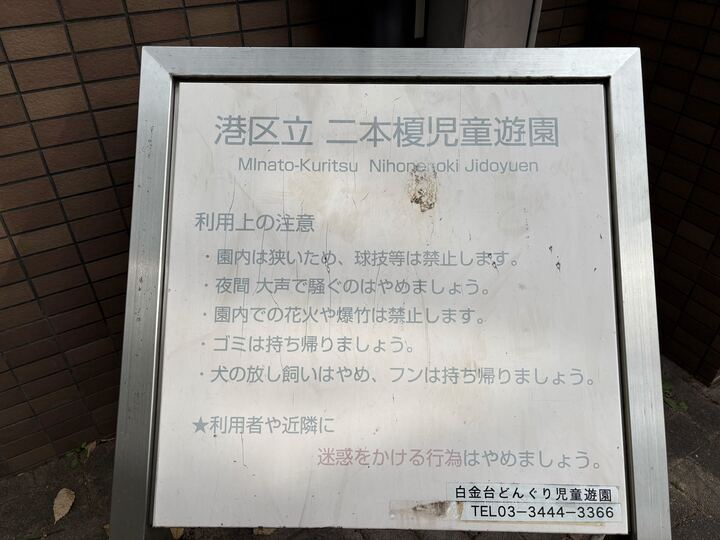 港区立 二本榎児童遊園
MInato-Kuritsu Nihonenoki Jidoyuen
利用上の注意
・園内は狭いため、球技等は禁止します。
・夜間 大声で騒ぐのはやめましょう。
・園内での花火や爆竹は禁止します。
・ゴミは持ち帰りましょう。
・犬の放し飼いはやめ、フンは持ち帰りましょう。
★利用者や近隣に
迷惑をかける行為はやめましょう。
白金台どんぐり児童遊園
TEL03-3444-3366